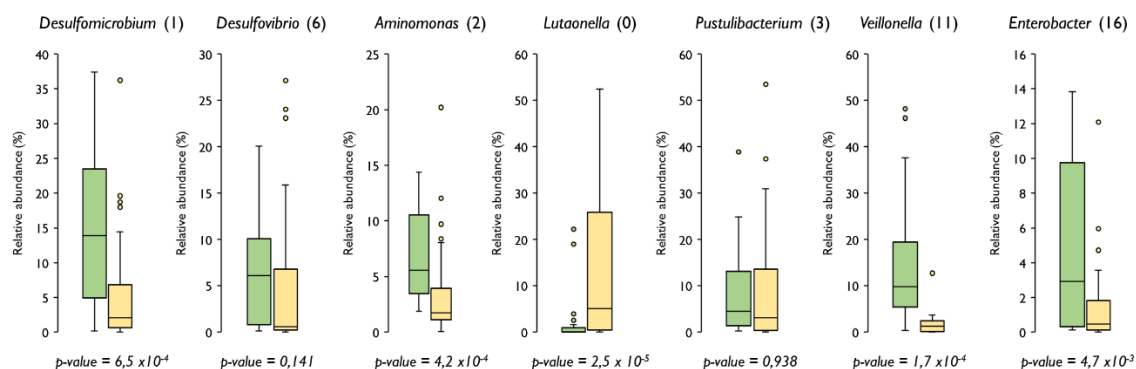 Desulfomicrobium (1)
Relative abundance (%)
40
35
30
25
20
15
10
5
0
p-value = 6,5 x10-4
Desulfovibrio (6)
Relative abundance (%)
30
25
20
15
10
5
0
p-value = 0,141
Aminomonas (2)
Relative abundance (%)
25
20
15
10
5
0
p-value = 4,2 x10-4
Lutaonella (0)
Relative abundance (%)
60
50
40
30
20
10
0
p-value = 2,5 x10-5
Pustulibacterium (3)
Relative abundance (%)
60
50
40
30
20
10
0
p-value = 0,938
Veillonella (11)
Relative abundance (%)
60
50
40
30
20
10
0
p-value = 1,7 x10-4
Enterobacter (16)
Relative abundance (%)
16
14
12
10
8
6
4
2
0
p-value = 4,7 x10-3